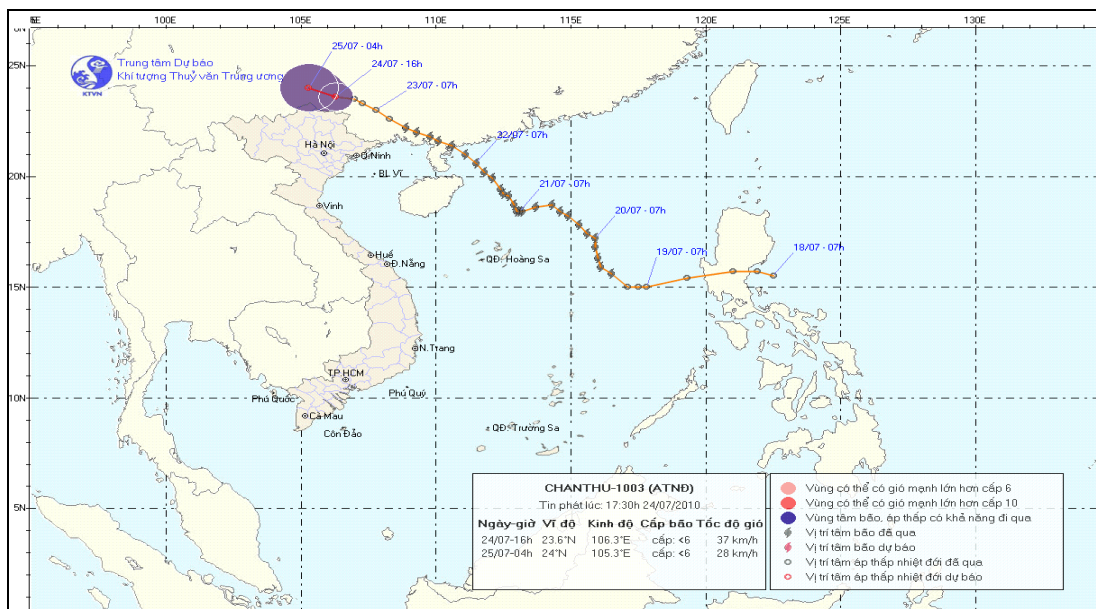 5E 100E 105E 110E 115E 120E 125E 130E
25N
20N
15N
10N
5N
Trung tâm Dự báo
Khí tượng Thuỷ văn Trung ương
KTVN
25/07 - 04h
24/07 - 16h
23/07 - 07h
22/07 - 07h
21/07 - 07h
20/07 - 07h
19/07 - 07h
18/07 - 07h
Hà Nội
Q.Ninh
BL Vĩ
Vinh
Huế
Đ.Nẵng
QĐ. Hoàng Sa
N.Trang
TP.HCM
Phú Quốc
Phú Quý
Cà Mau
Côn Đảo
QĐ. Trường Sa
CHANTHU-1003 (ATNĐ)
Tin phát lúc: 17:30h 24/07/2010
Ngày-giờ Vĩ độ Kinh độ Cấp bão Tốc độ gió
24/07-16h 23.6°N 106.3°E cấp: <6 37 km/h
25/07-04h 24°N 105.3°E cấp: <6 28 km/h
Vùng có thể có gió mạnh lớn hơn cấp 6
Vùng có thể có gió mạnh lớn hơn cấp 10
Vùng tâm bão, áp thấp có khả năng đi qua
Vị trí tâm bão đã qua
Vị trí tâm bão dự báo
Vị trí tâm áp thấp nhiệt đới đã qua
Vị trí tâm áp thấp nhiệt đới dự báo